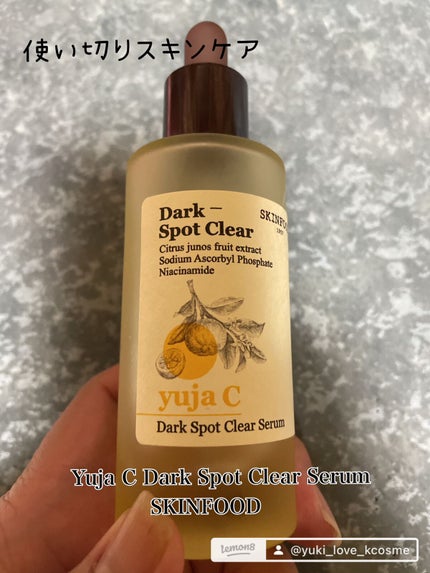 使い切りスキンケア
Dark —
Spot Clear
Citrus junos fruit extract
Sodium Ascorbyl Phosphate
Niacinamide
yuja C
Dark Spot Clear Serum
Yuja C Dark Spot Clear Serum
SKINFOOD
lemon8
@yuki_love_kcosme